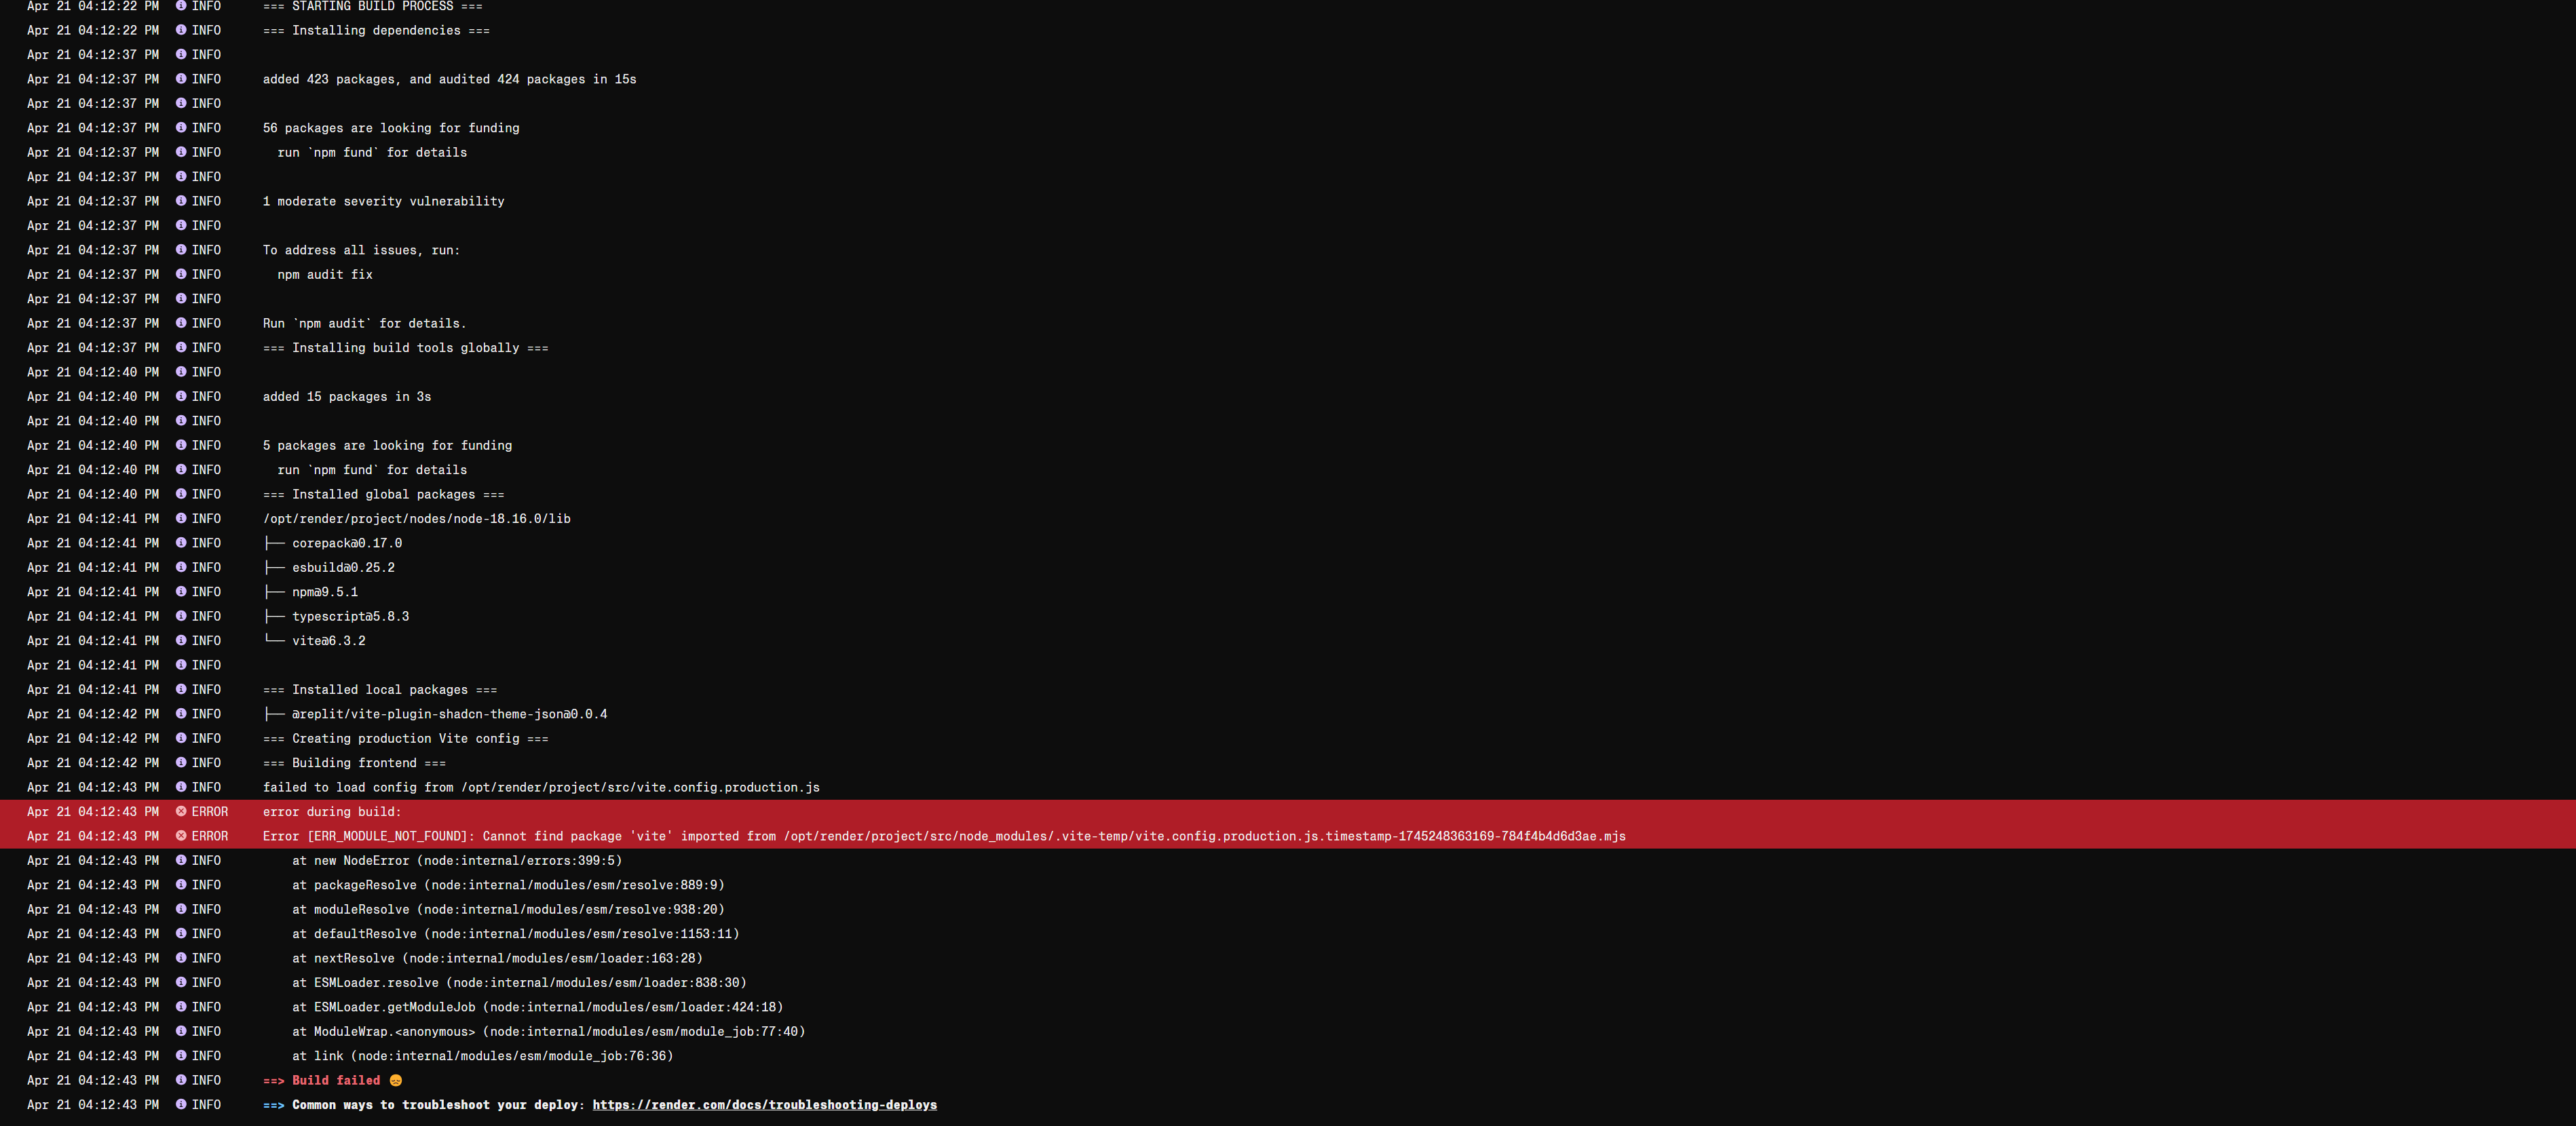 Apr 21 04:12:22 PM INFO === STARTING BUILD PROCESS ===
Apr 21 04:12:22 PM INFO === Installing dependencies ===
Apr 21 04:12:37 PM INFO
Apr 21 04:12:37 PM INFO added 423 packages, and audited 424 packages in 15s
Apr 21 04:12:37 PM INFO
Apr 21 04:12:37 PM INFO 56 packages are looking for funding
Apr 21 04:12:37 PM INFO run `npm fund` for details
Apr 21 04:12:37 PM INFO
Apr 21 04:12:37 PM INFO 1 moderate severity vulnerability
Apr 21 04:12:37 PM INFO
Apr 21 04:12:37 PM INFO To address all issues, run:
Apr 21 04:12:37 PM INFO npm audit fix
Apr 21 04:12:37 PM INFO
Apr 21 04:12:37 PM INFO Run `npm audit` for details.
Apr 21 04:12:37 PM INFO === Installing build tools globally ===
Apr 21 04:12:40 PM INFO
Apr 21 04:12:40 PM INFO added 15 packages in 3s
Apr 21 04:12:40 PM INFO
Apr 21 04:12:40 PM INFO 5 packages are looking for funding
Apr 21 04:12:40 PM INFO run `npm fund` for details
Apr 21 04:12:40 PM INFO === Installed global packages ===
Apr 21 04:12:41 PM INFO /opt/render/project/nodes/node-18.16.0/lib
Apr 21 04:12:41 PM INFO ├── corepack@0.17.0
Apr 21 04:12:41 PM INFO ├── esbuild@0.25.2
Apr 21 04:12:41 PM INFO ├── npm@9.5.1
Apr 21 04:12:41 PM INFO ├── typescript@5.8.3
Apr 21 04:12:41 PM INFO └── vite@6.3.2
Apr 21 04:12:41 PM INFO
Apr 21 04:12:41 PM INFO === Installed local packages ===
Apr 21 04:12:42 PM INFO ├── @replit/vite-plugin-shadcn-theme-json@0.0.4
Apr 21 04:12:42 PM INFO === Creating production Vite config ===
Apr 21 04:12:42 PM INFO === Building frontend ===
Apr 21 04:12:43 PM INFO failed to load config from /opt/render/project/src/vite.config.production.js
Apr 21 04:12:43 PM ERROR error during build:
Apr 21 04:12:43 PM ERROR Error [ERR_MODULE_NOT_FOUND]: Cannot find package 'vite' imported from /opt/render/project/src/node_modules/.vite-temp/vite.config.production.js.timestamp-1745248363169-784f4b4d6d3ae.mjs
Apr 21 04:12:43 PM INFO at new NodeError (node:internal/errors:399:5)
Apr 21 04:12:43 PM INFO at packageResolve (node:internal/modules/esm/resolve:889:9)
Apr 21 04:12:43 PM INFO at moduleResolve (node:internal/modules/esm/resolve:938:20)
Apr 21 04:12:43 PM INFO at defaultResolve (node:internal/modules/esm/resolve:1153:11)
Apr 21 04:12:43 PM INFO at nextResolve (node:internal/modules/esm/loader:163:28)
Apr 21 04:12:43 PM INFO at ESMLoader.resolve (node:internal/modules/esm/loader:838:30)
Apr 21 04:12:43 PM INFO at ESMLoader.getModuleJob (node:internal/modules/esm/loader:424:18)
Apr 21 04:12:43 PM INFO at ModuleWrap.<anonymous> (node:internal/modules/esm/module_job:77:40)
Apr 21 04:12:43 PM INFO at link (node:internal/modules/esm/module_job:76:36)
Apr 21 04:12:43 PM INFO ==> Build failed 😞
Apr 21 04:12:43 PM INFO ==> Common ways to troubleshoot your deploy: https://render.com/docs/troubleshooting-deploys